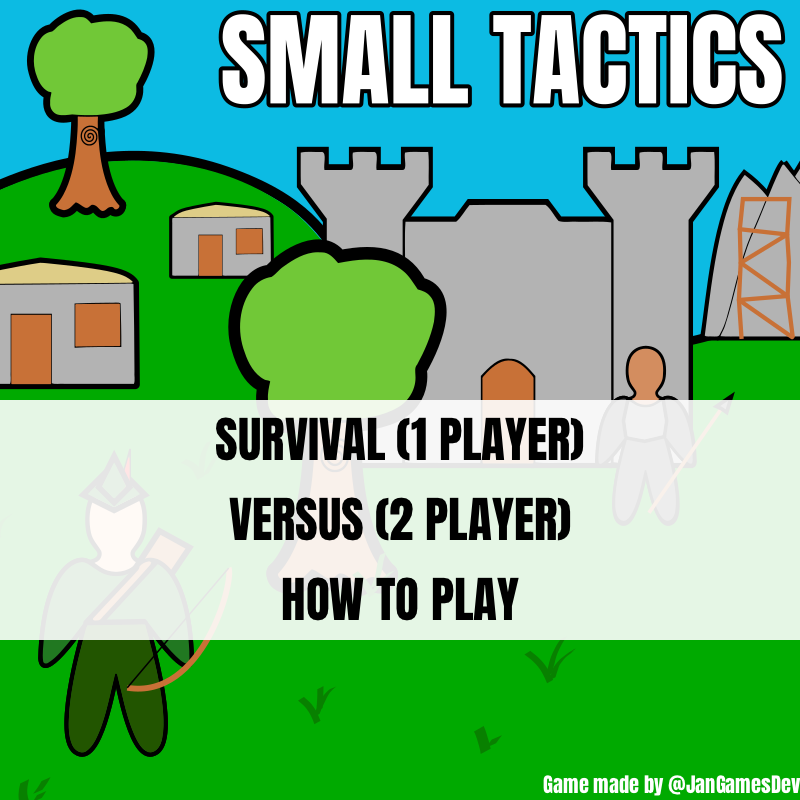 SMALL TACTICS
SURVIVAL (1 PLAYER)
VERSUS (2 PLAYER)
HOW TO PLAY
Game made by @JanGamesDev